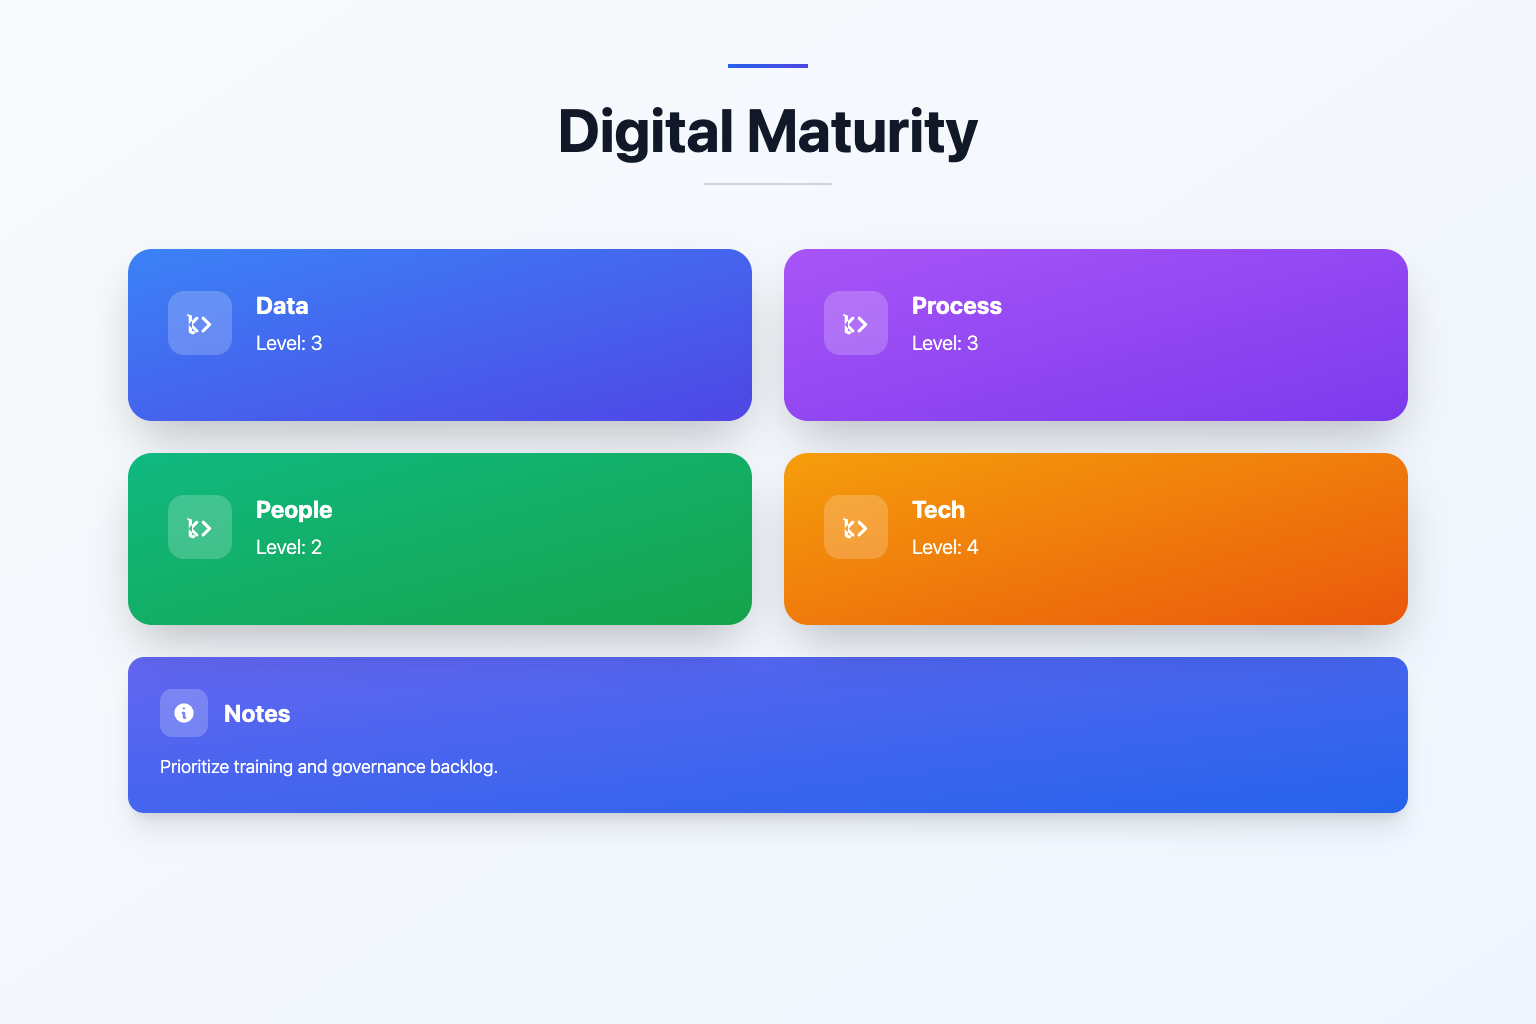 Digital Maturity
Data
Level: 3
Process
Level: 3
People
Level: 2
Tech
Level: 4
Notes
Prioritize training and governance backlog.